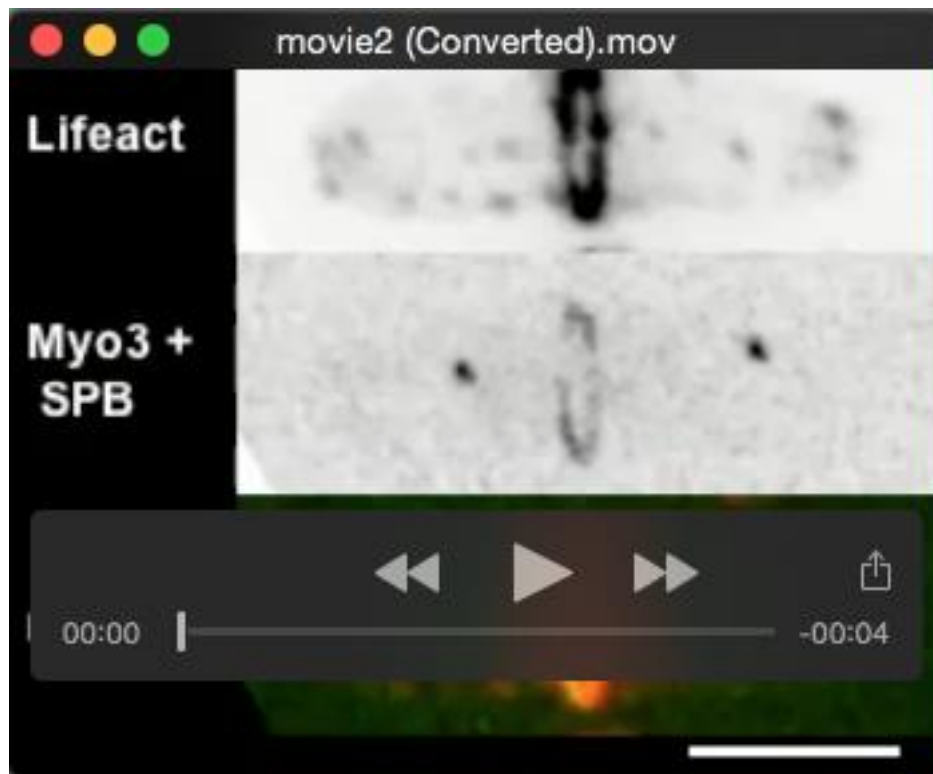 movie2 (Converted).mov
Lifeact
Myo3 +
SPB
00:00
-00:04